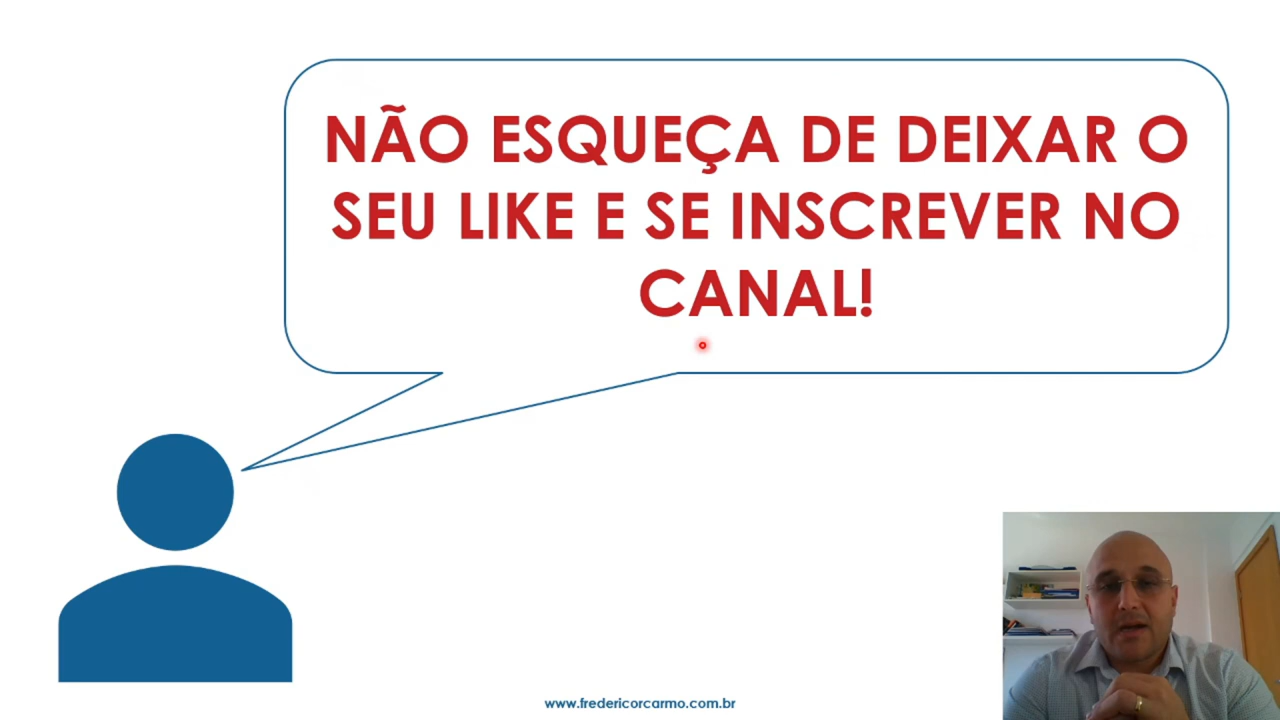 NÃO ESQUEÇA DE DEIXAR O
SEU LIKE E SE INSCREVER NO
CANAL!
www.fredericorcarmo.com.br